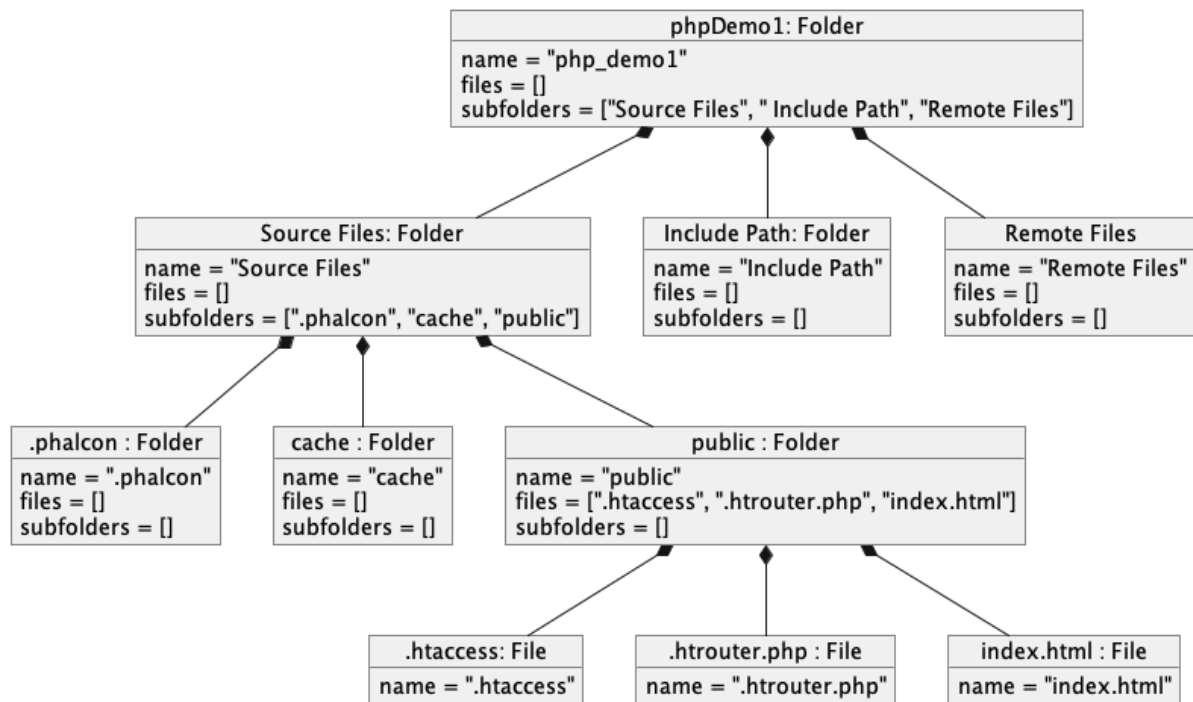 phpDemo1: Folder
name = "php_demo1"
files = []
subfolders = ["Source Files", " Include Path", "Remote Files"]
Source Files: Folder
name = "Source Files"
files = []
subfolders = [".phalcon", "cache", "public"]
Include Path: Folder
name = "Include Path"
files = []
subfolders = []
Remote Files
name = "Remote Files"
files = []
subfolders = []
.phalcon : Folder
name = ".phalcon"
files = []
subfolders = []
cache : Folder
name = "cache"
files = []
subfolders = []
public : Folder
name = "public"
files = [".htaccess", ".htrouter.php", "index.html"]
subfolders = []
.htaccess: File
name = ".htaccess"
.htrouter.php : File
name = ".htrouter.php"
index.html : File
name = "index.html"